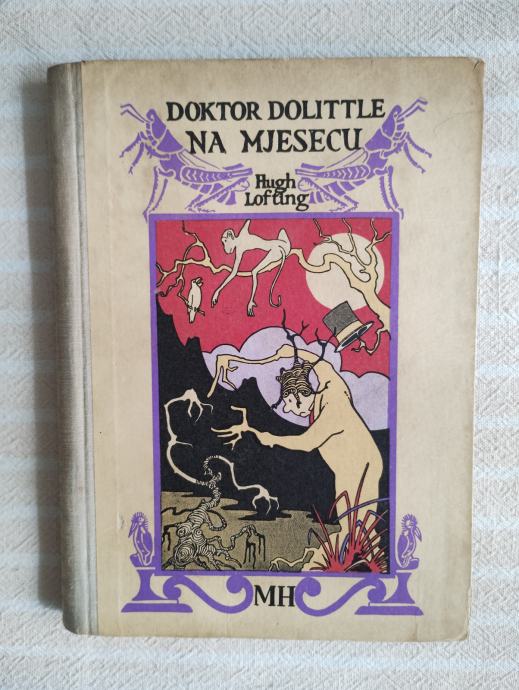 DOKTOR DOLITTLE
NA MJESECU
Hugh
Lofting
MH